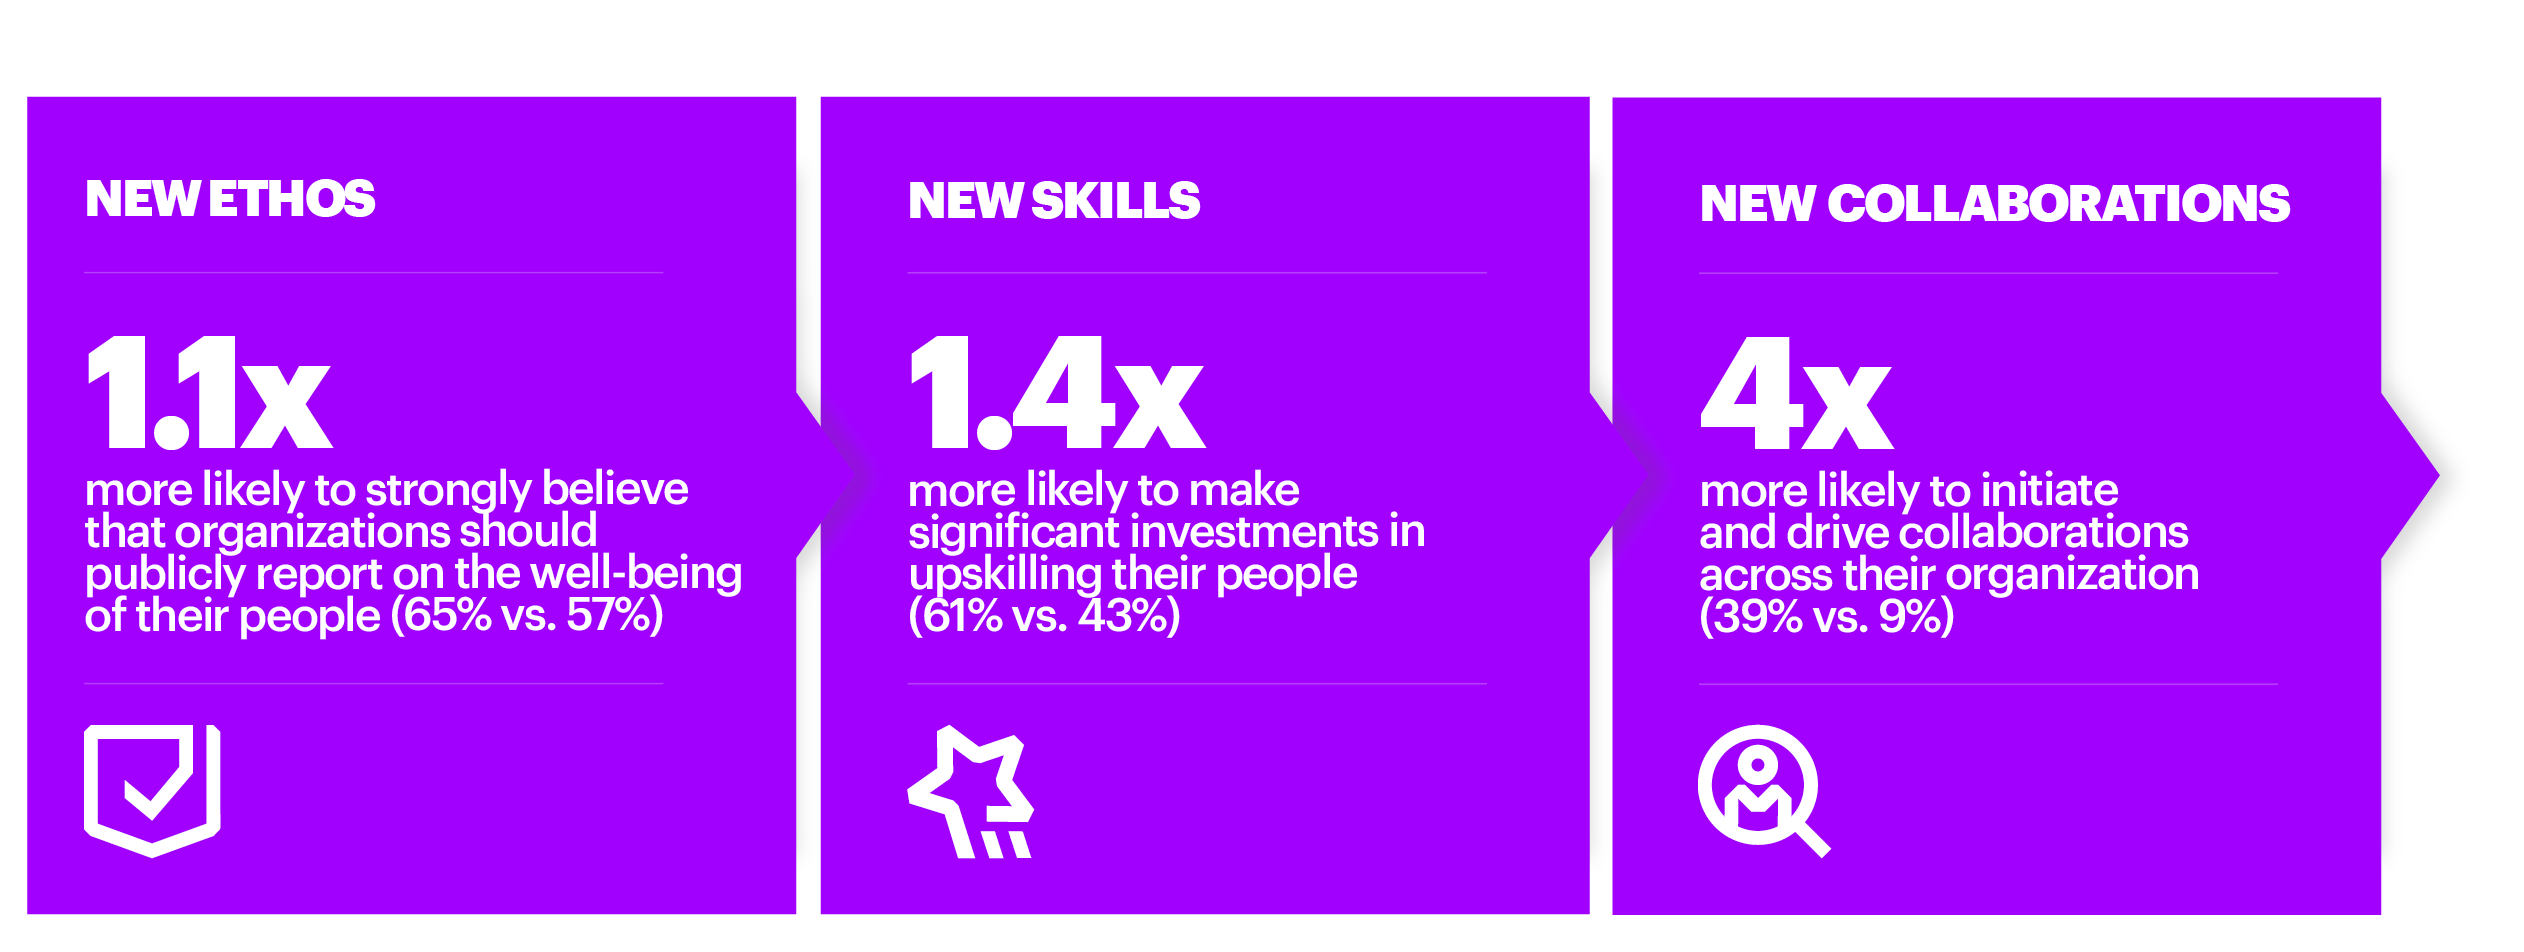 NEW ETHOS
1.1x
more likely to strongly believe
that organizations should
publicly report on the well-being
of their people (65% vs. 57%)
NEW SKILLS
1.4x
more likely to make
significant investments in
upskilling their people
(61% vs. 43%)
NEW COLLABORATIONS
4x
more likely to initiate
and drive collaborations
across their organization
(39% vs. 9%)